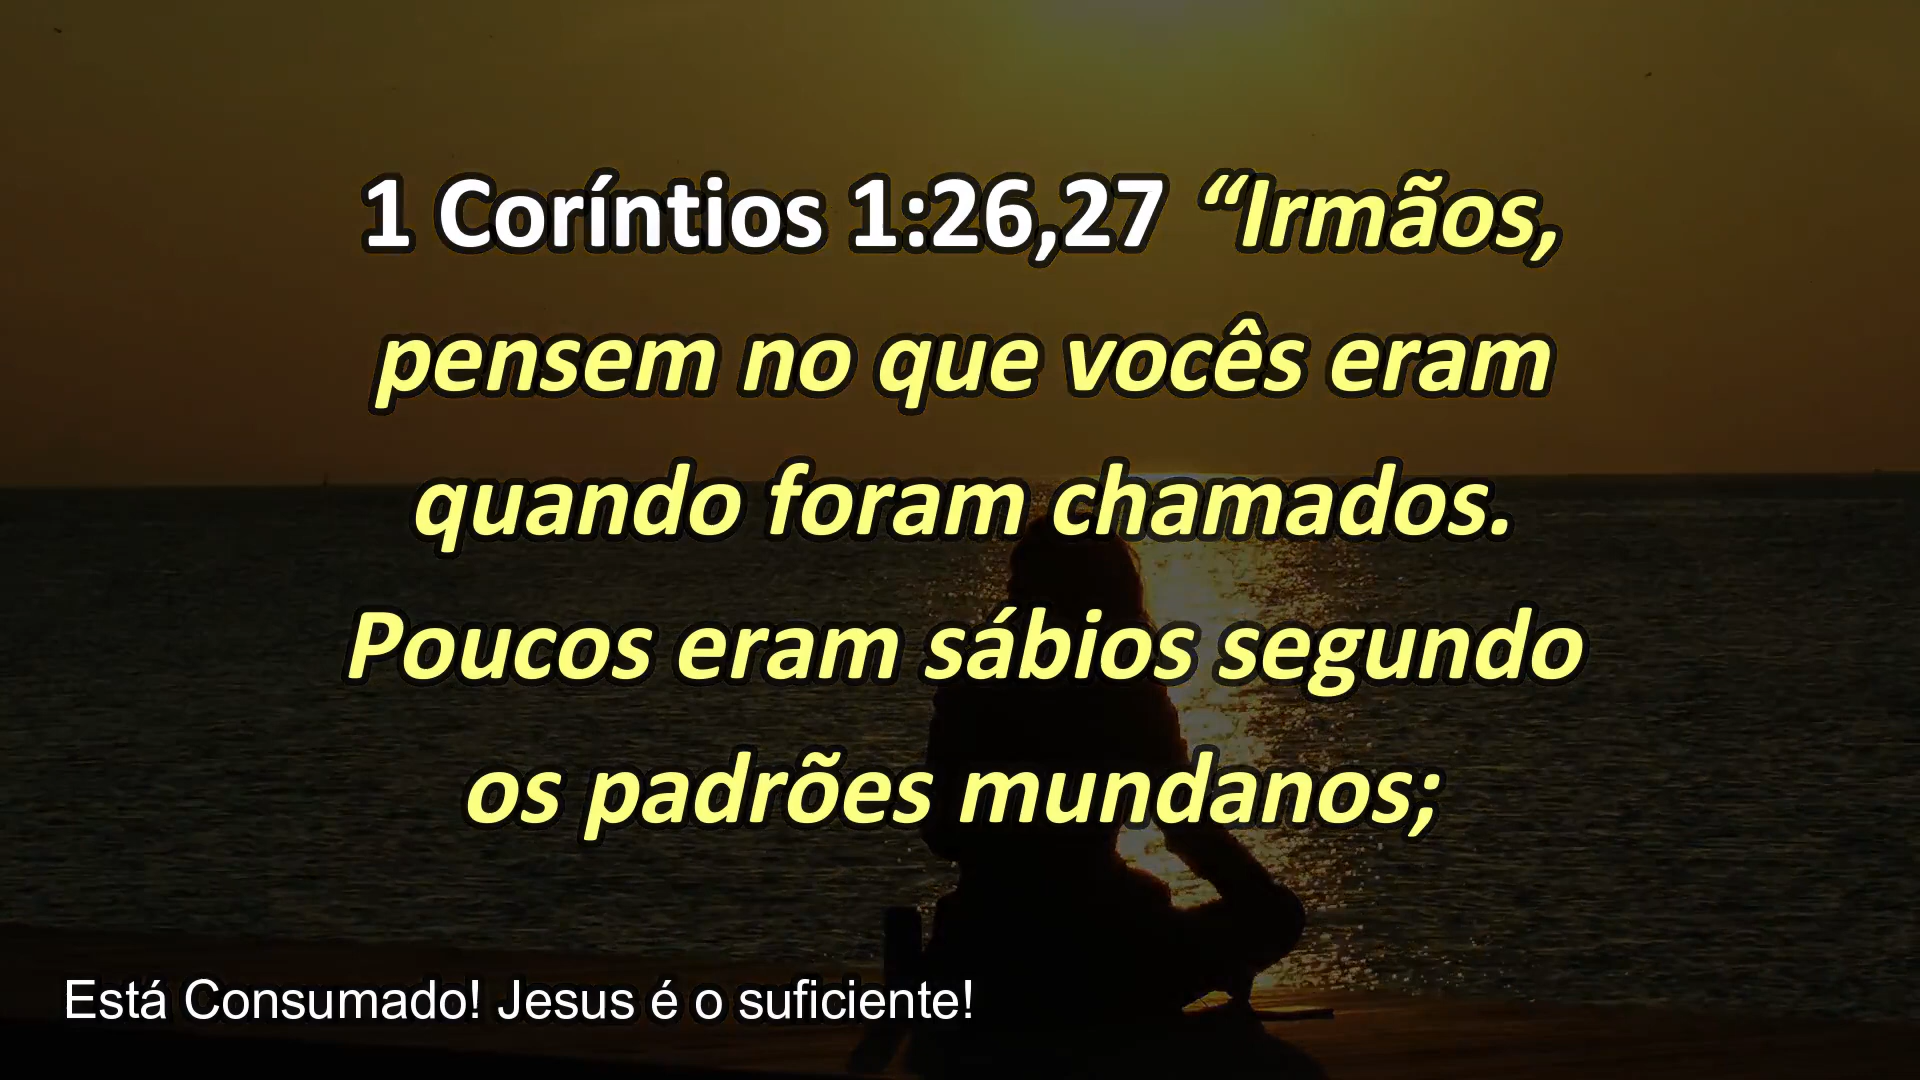 1 Coríntios 1:26,27 “Irmãos,
pensem no que vocês eram
quando foram chamados.
Poucos eram sábios segundo
os padrões mundanos;
Está Consumado! Jesus é o suficiente!